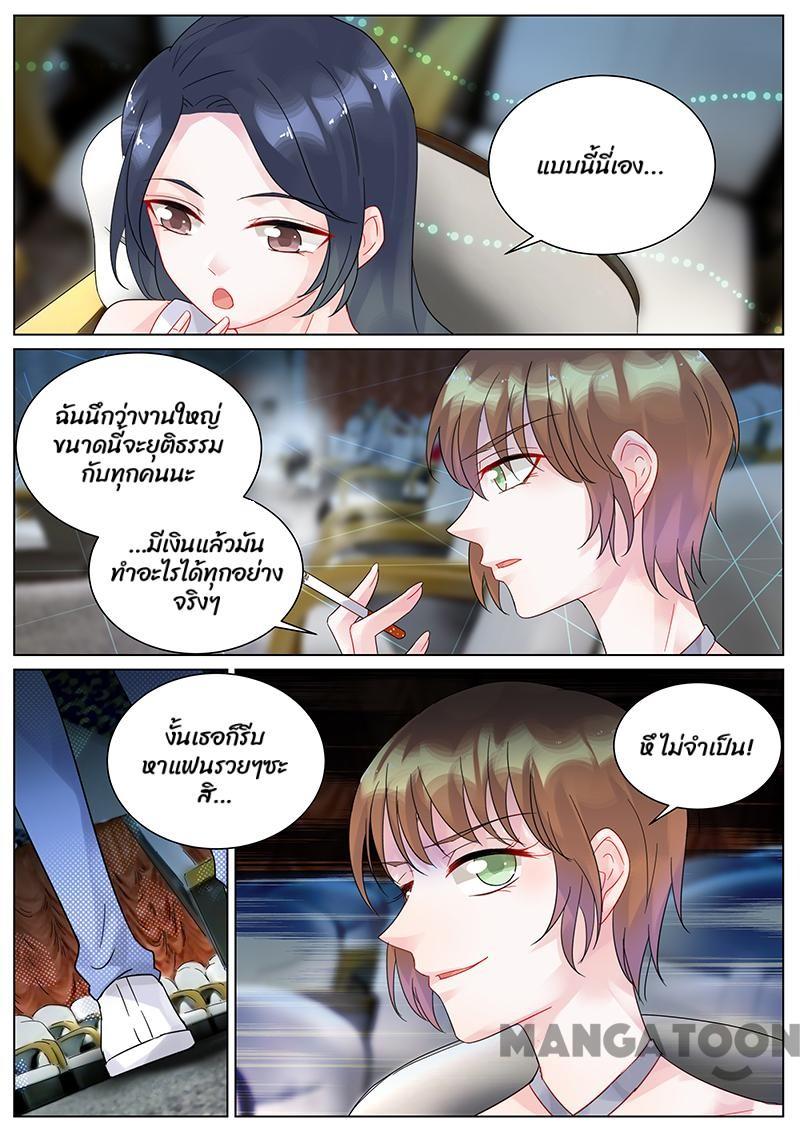 แบบนี้นี่เอง...
ฉันนึกว่างานใหญ่
ขนาดนี้จะยุติธรรม
กับทุกคนนะ
...มีเงินแล้วมัน
ทำอะไรได้ทุกอย่าง
จริงๆ
งั้นเธอก็รีบ
หาแฟนรวยๆซะ
สิ...
หึ ไม่จำเป็น!
MANGATOON